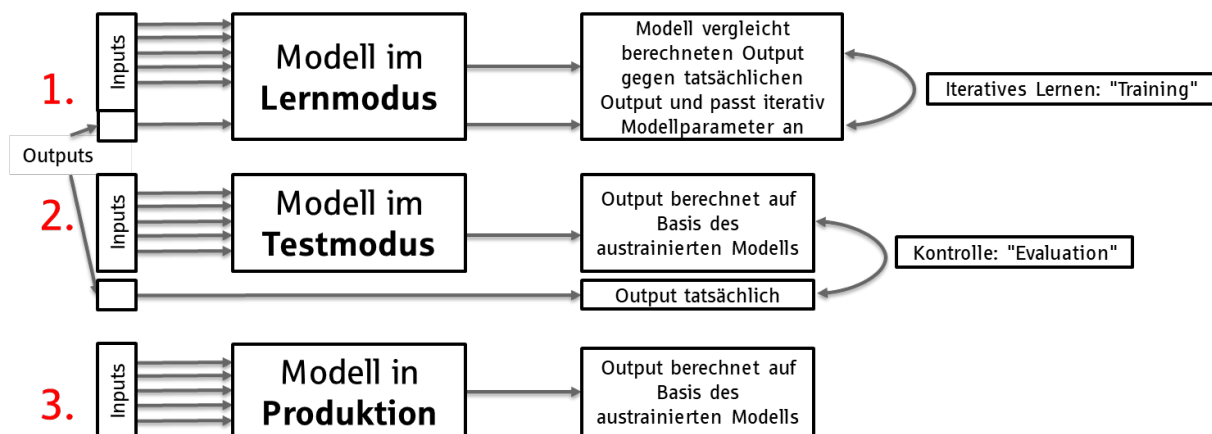 1.
Inputs
Modell im
Lernmodus
Modell vergleicht
berechneten Output
gegen tatsächlichen
Output und passt iterativ
Modellparameter an
Iteratives Lernen: "Training"
Outputs
2.
Inputs
Modell im
Testmodus
Output berechnet auf
Basis des
austrainierten Modells
Kontrolle: "Evaluation"
Output tatsächlich
3.
Inputs
Modell in
Produktion
Output berechnet auf
Basis des
austrainierten Modells